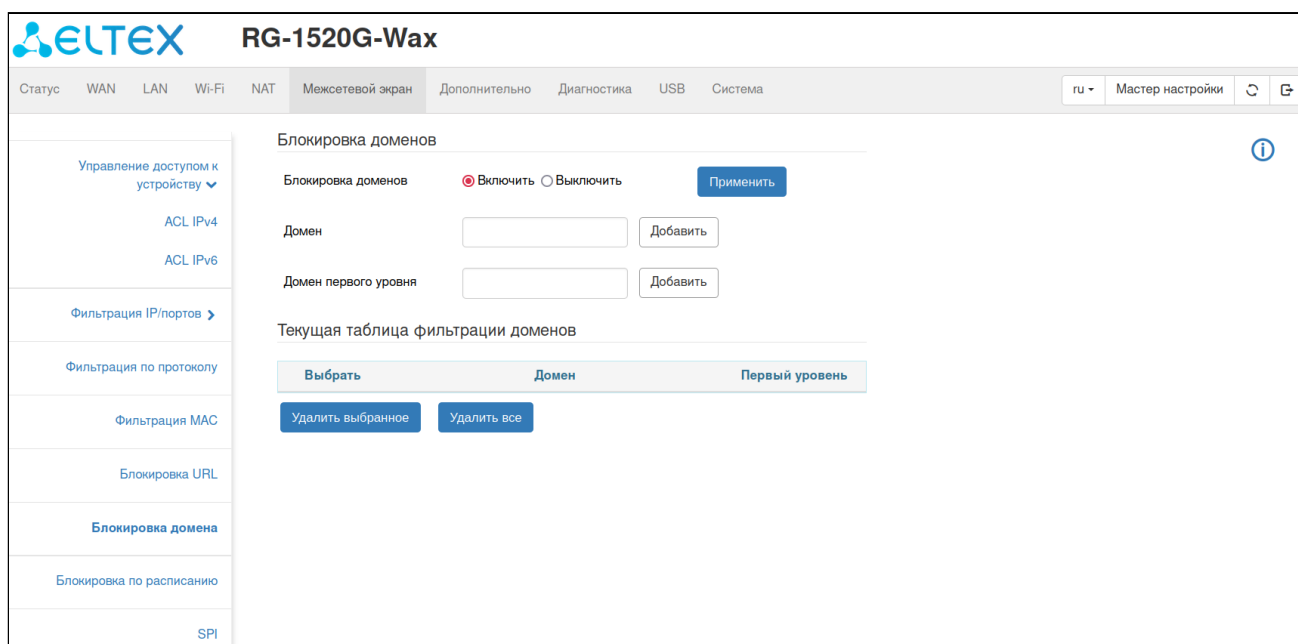 ELTEX RG-1520G-Wax
Статус WAN LAN Wi-Fi NAT Межсетевой экран Дополнительно Диагностика USB Система ru Мастер настройки
Управление доступом к
устройству
ACL IPv4
ACL IPv6
Фильтрация IP/портов
Фильтрация по протоколу
Фильтрация MAC
Блокировка URL
Блокировка домена
Блокировка по расписанию
SPI
Блокировка доменов
Блокировка доменов Включить Выключить Применить
Домен Добавить
Домен первого уровня Добавить
Текущая таблица фильтрации доменов
Выбрать Домен Первый уровень
Удалить выбранное Удалить все